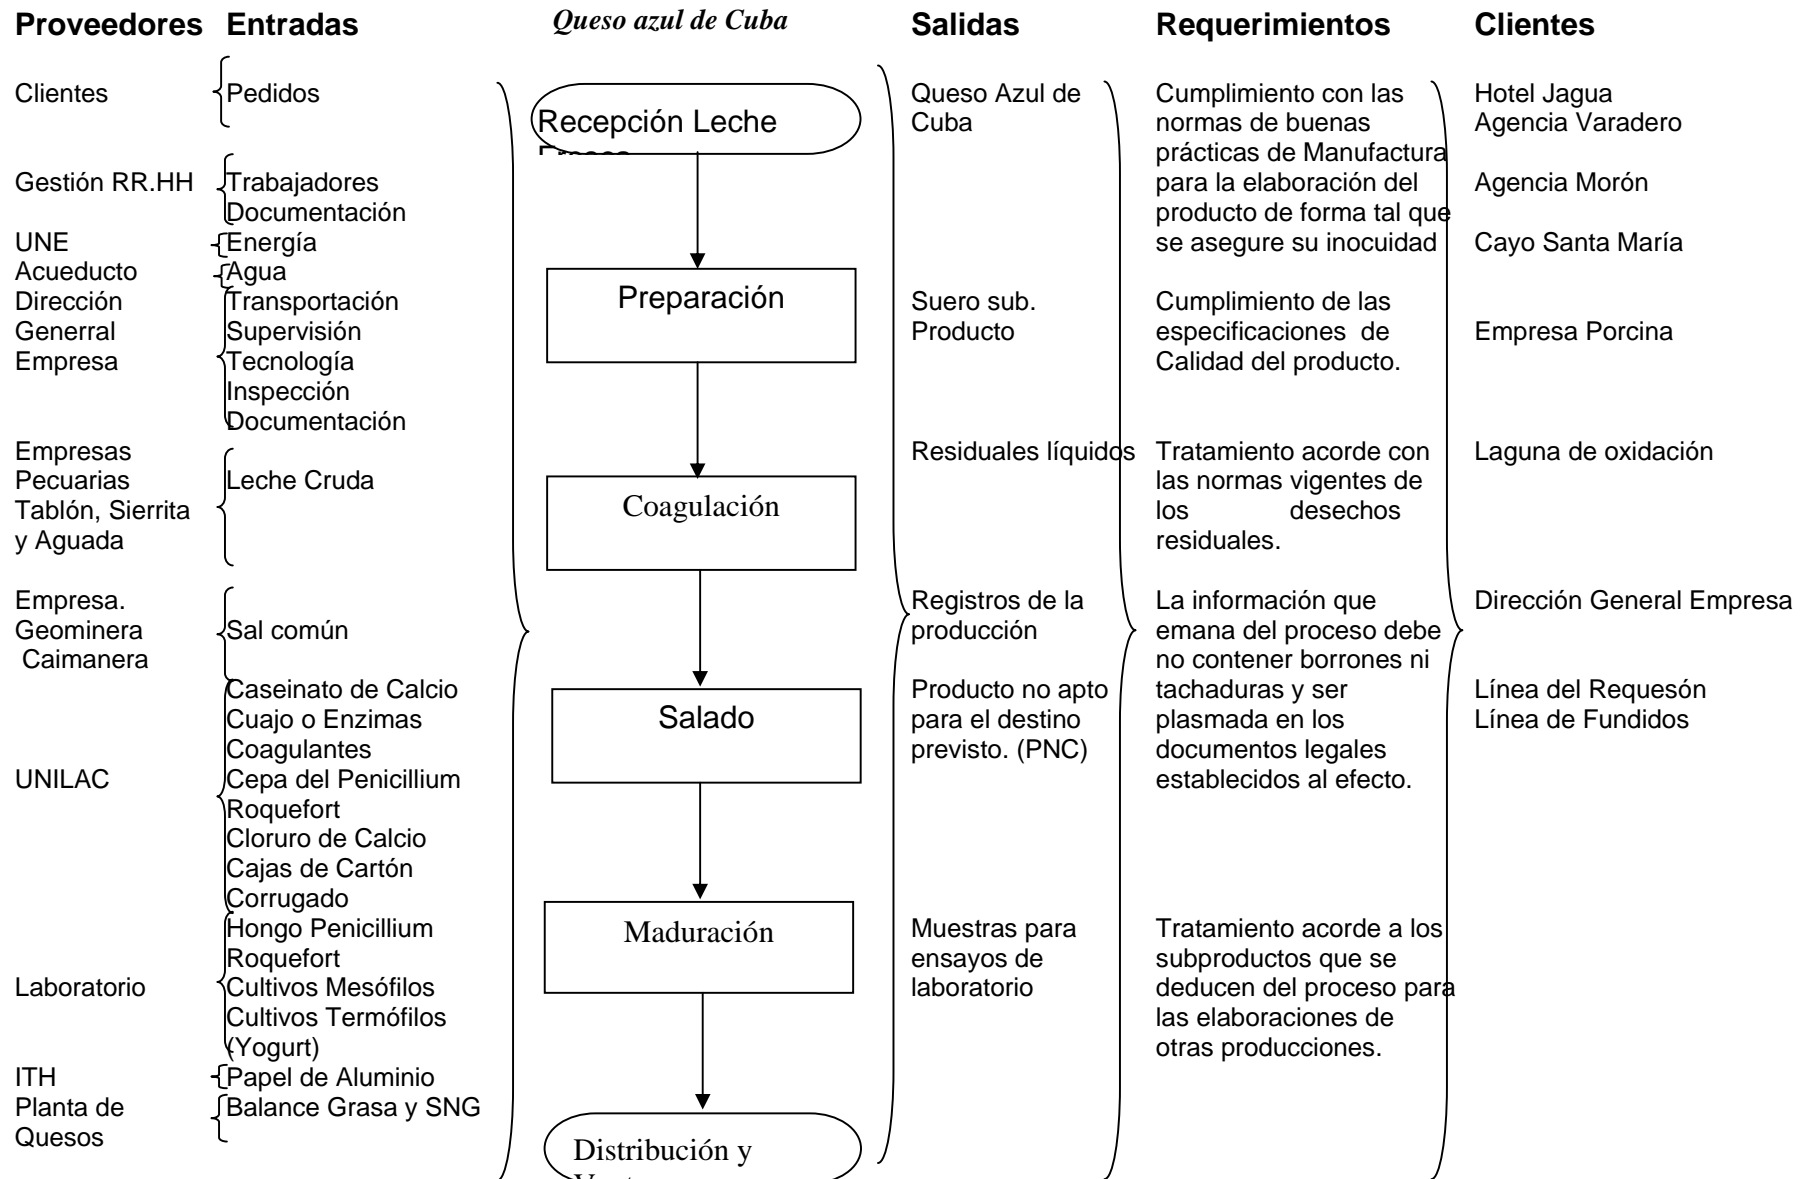 Proveedores
Entradas
Queso azul de Cuba
Salidas
Requerimientos
Clientes
Clientes
Gestión RR.HH
UNE
Acueducto
Dirección
Generral
Empresa
Empresas
Pecuarias
Tablón, Sierrita
y Aguada
Empresa.
Geominera
Caimanera
UNILAC
Laboratorio
ITH
Planta de
Quesos
Pedidos
Trabajadores
Documentación
Energía
Agua
Transportación
Supervisión
Tecnología
Inspección
Documentación
Leche Cruda
Sal común
Caseinato de Calcio
Cuajo o Enzimas
Coagulantes
Cepa del Penicillium
Roquefort
Cloruro de Calcio
Cajas de Cartón
Corrugado
Hongo Penicillium
Roquefort
Cultivos Mesófilos
Cultivos Termófilos
(Yogurt)
Papel de Aluminio
Balance Grasa y SNG
Recepción Leche
Preparación
Coagulación
Salado
Maduración
Distribución y
Queso Azul de
Cuba
Suero sub.
Producto
Residuales líquidos
Registros de la
producción
Producto no apto
para el destino
previsto. (PNC)
Muestras para
ensayos de
laboratorio
Cumplimiento con las
normas de buenas
prácticas de Manufactura
para la elaboración del
producto de forma tal que
se asegure su inocuidad
Cumplimiento de las
especificaciones de
Calidad del producto.
Tratamiento acorde con
las normas vigentes de
los desechos
residuales.
La información que
emana del proceso debe
no contener borrones ni
tachaduras y ser
plasmada en los
documentos legales
establecidos al efecto.
Tratamiento acorde a los
subproductos que se
deducen del proceso para
las elaboraciones de
otras producciones.
Hotel Jagua
Agencia Varadero
Agencia Morón
Cayo Santa María
Empresa Porcina
Laguna de oxidación
Dirección General Empresa
Línea del Requesón
Línea de Fundidos